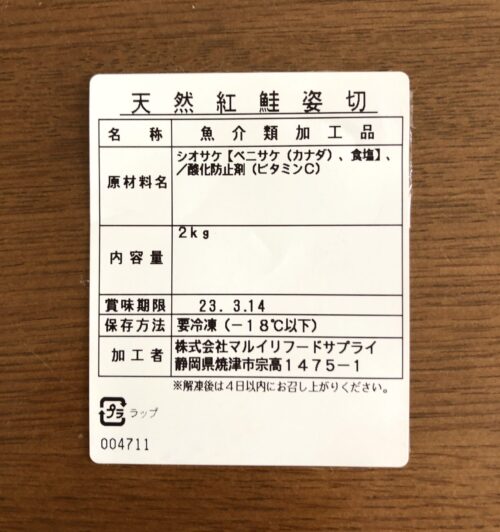 天然紅鮭姿切
名称 魚介類加工品
原材料名 シオサケ【ベニサケ（カナダ）、食塩】、
／酸化防止剤（ビタミンC）
内容量 2kg
賞味期限 23. 3.14
保存方法 要冷凍（－18℃以下）
加工者 株式会社マルイリフードサプライ
静岡県焼津市宗高1475－1
※解凍後は4日以内にお召し上がりください。
プラ ラップ
004711